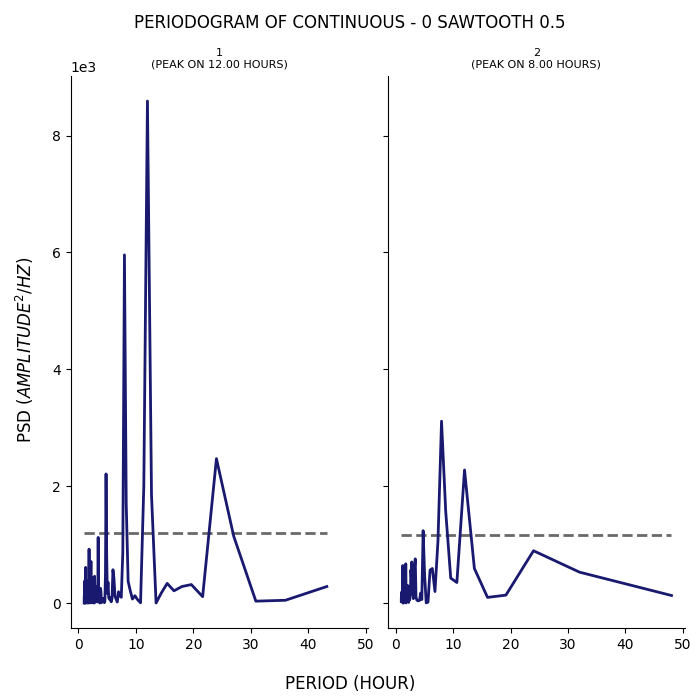 PERIODOGRAM OF CONTINUOUS - 0 SAWTOOTH 0.5
1
(PEAK ON 12.00 HOURS)
2
(PEAK ON 8.00 HOURS)
1e3
8
6
4
2
0
PSD (AMPLITUDE²/HZ)
0 10 20 30 40 50
0 10 20 30 40 50
PERIOD (HOUR)